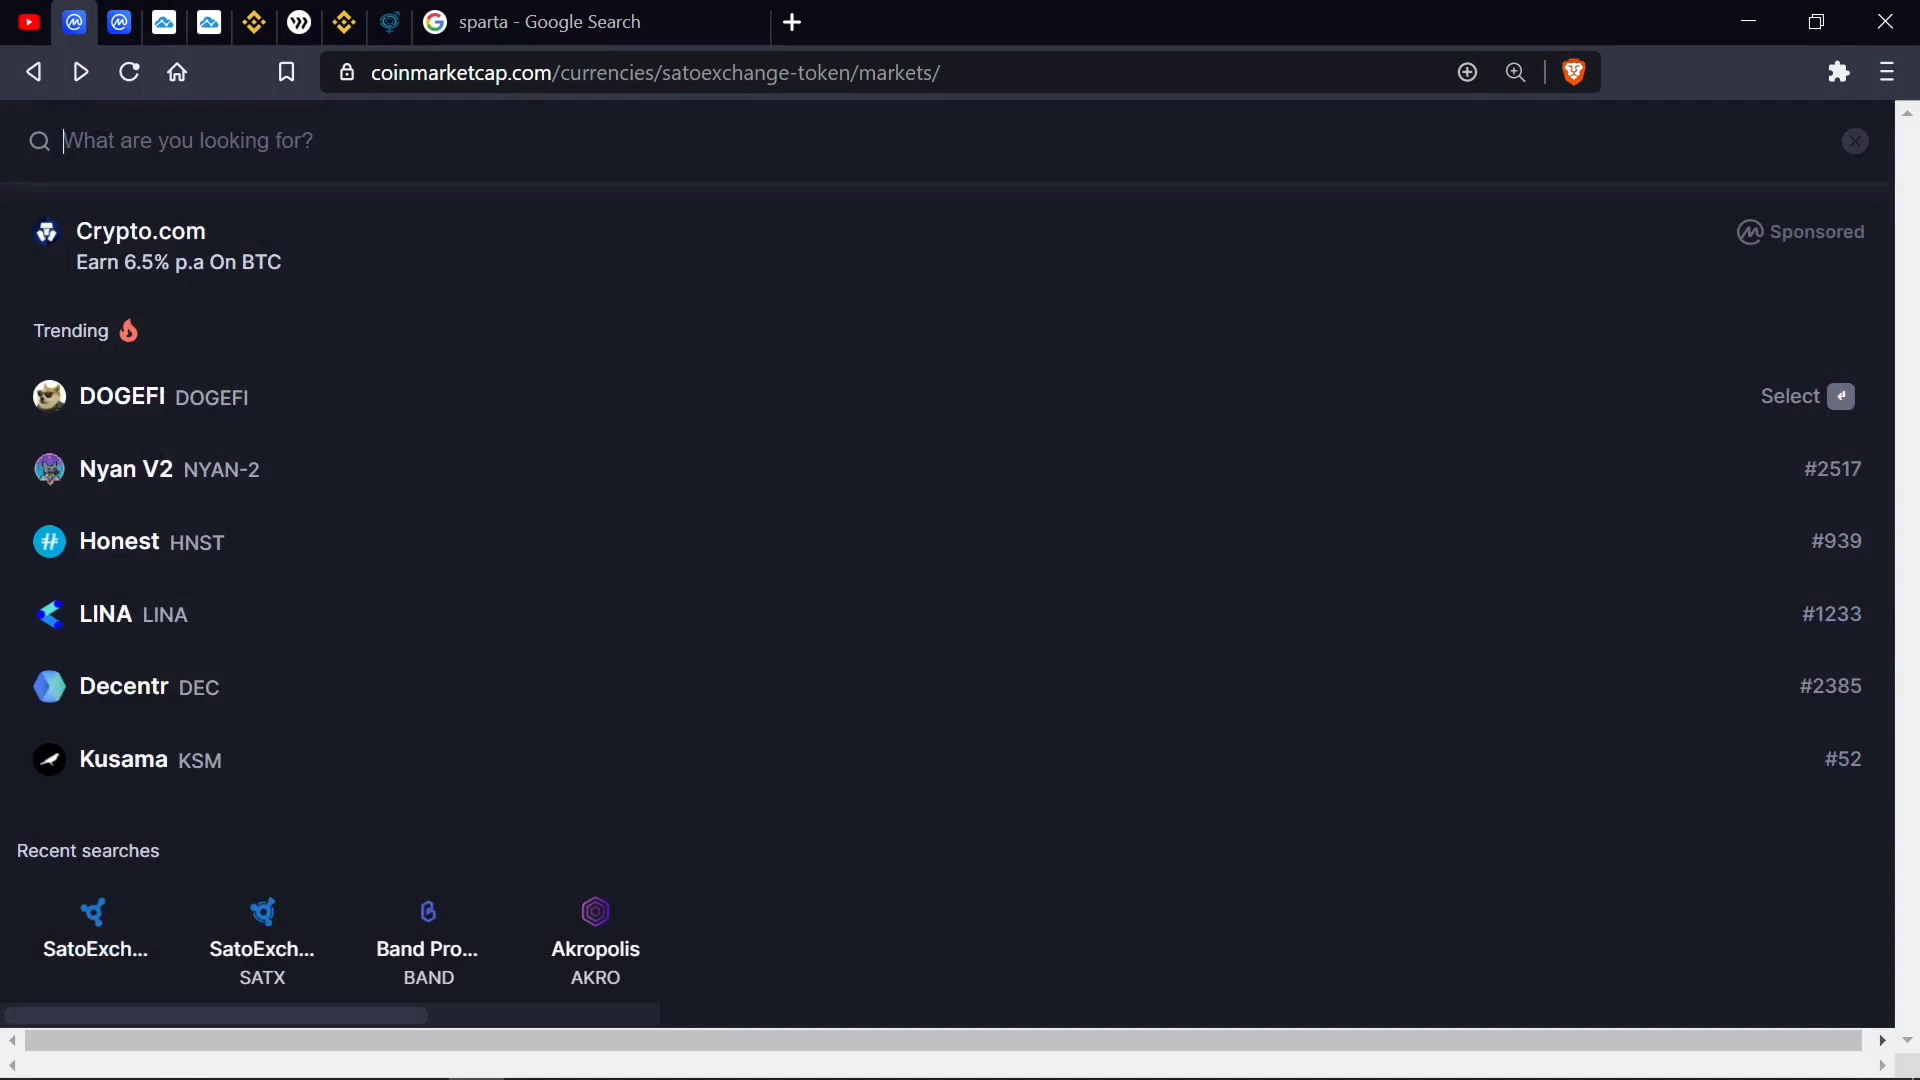 sparta - Google Search
coinmarketcap.com/currencies/satoexchange-token/markets/
What are you looking for?
Crypto.com
Sponsored
Earn 6.5% p.a On BTC
Trending
DOGEFI DOGEFI Select
Nyan V2 NYAN-2 #2517
Honest HNST #939
LINA LINA #1233
Decentr DEC #2385
Kusama KSM #52
Recent searches
SatoExch... SatoExch... Band Pro... Akropolis
SATX BAND AKRO